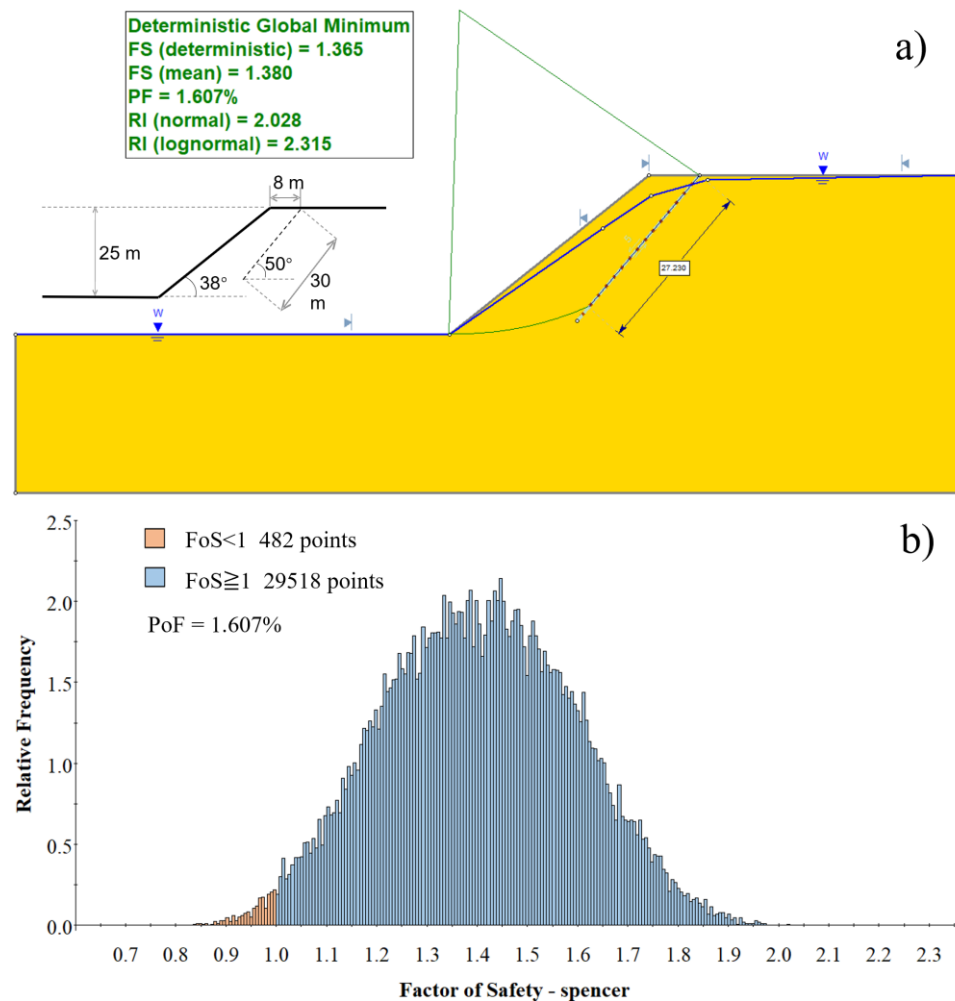 a)
Deterministic Global Minimum
FS (deterministic) = 1.365
FS (mean) = 1.380
PF = 1.607%
RI (normal) = 2.028
RI (lognormal) = 2.315
W
8 m
25 m
38°
50°
30
m
27.230
W
b)
2.5
2.0
1.5
1.0
0.5
0.0
Relative Frequency
FoS<1 482 points
FoS≧1 29518 points
PoF = 1.607%
0.7 0.8 0.9 1.0 1.1 1.2 1.3 1.4 1.5 1.6 1.7 1.8 1.9 2.0 2.1 2.2 2.3
Factor of Safety - spencer